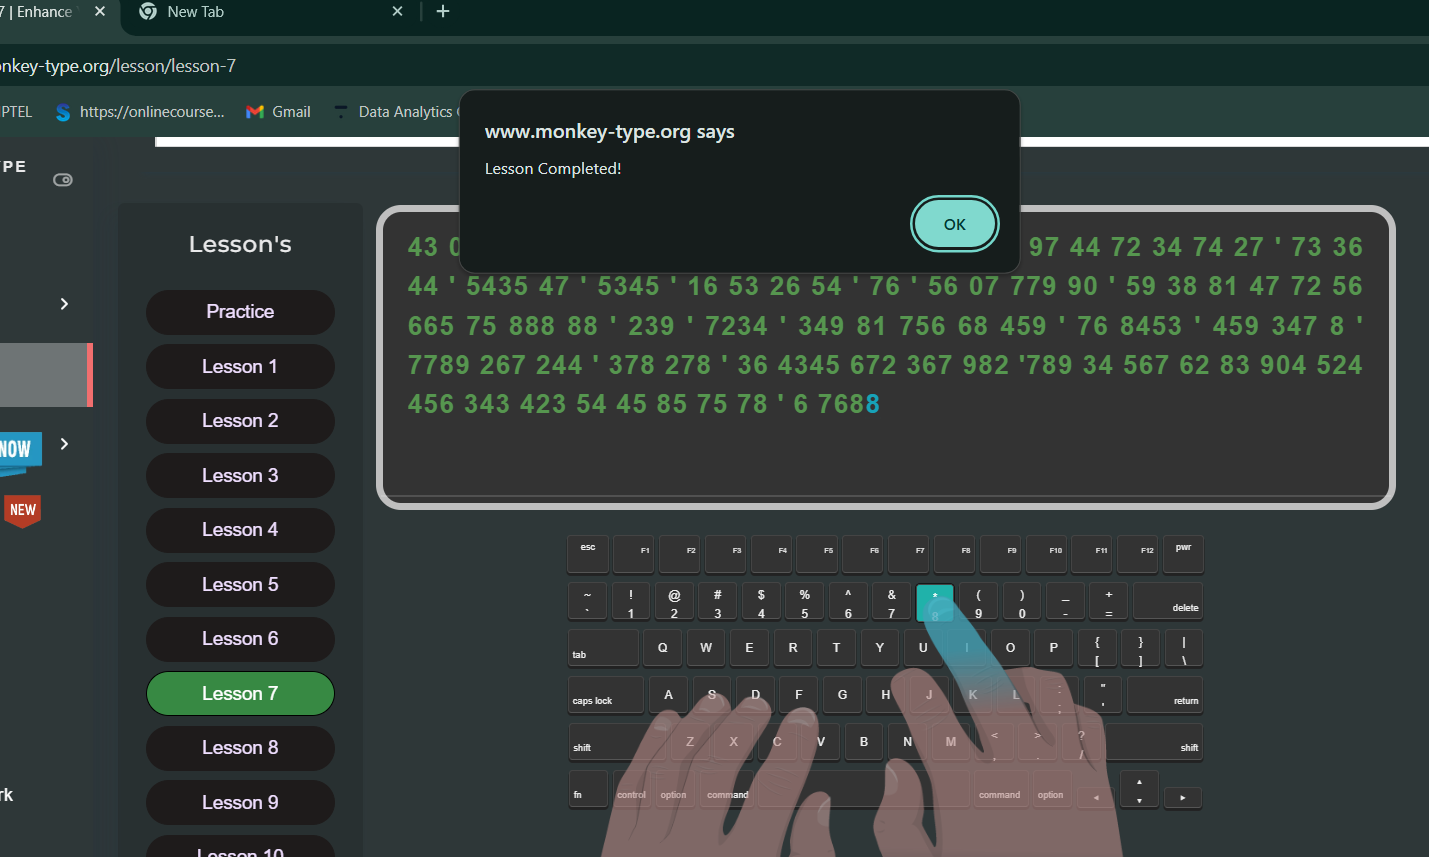 7 | Enhance
New Tab
nkey-type.org/lesson/lesson-7
PTEL
https://onlinecourse...
Gmail
Data Analytics
www.monkey-type.org says
Lesson Completed!
OK
YPE
Lesson's
Practice
Lesson 1
Lesson 2
Lesson 3
Lesson 4
Lesson 5
Lesson 6
Lesson 7
Lesson 8
Lesson 9
Lesson 10
NOW
NEW
rk
43 0 97 44 72 34 74 27 ' 73 36
44 ' 5435 47 ' 5345 ' 16 53 26 54 ' 76 ' 56 07 779 90 ' 59 38 81 47 72 56
665 75 888 88 ' 239 ' 7234 ' 349 81 756 68 459 ' 76 8453 ' 459 347 8 '
7789 267 244 ' 378 278 ' 36 4345 672 367 982 '789 34 567 62 83 904 524
456 343 423 54 45 85 75 78 ' 6 7688
esc F1 F2 F3 F4 F5 F6 F7 F8 F9 F10 F11 F12 pwr
~ ! @ # $ % ^ & * ( ) _ +
` 1 2 3 4 5 6 7 8 9 0 - = delete
tab Q W E R T Y U I O P { } |
[ ] \
caps lock A S D F G H J K L : "
; ' return
shift Z X C V B N M < > ?
, . / shift
fn control option command command option ◄ ▲ ▼ ►